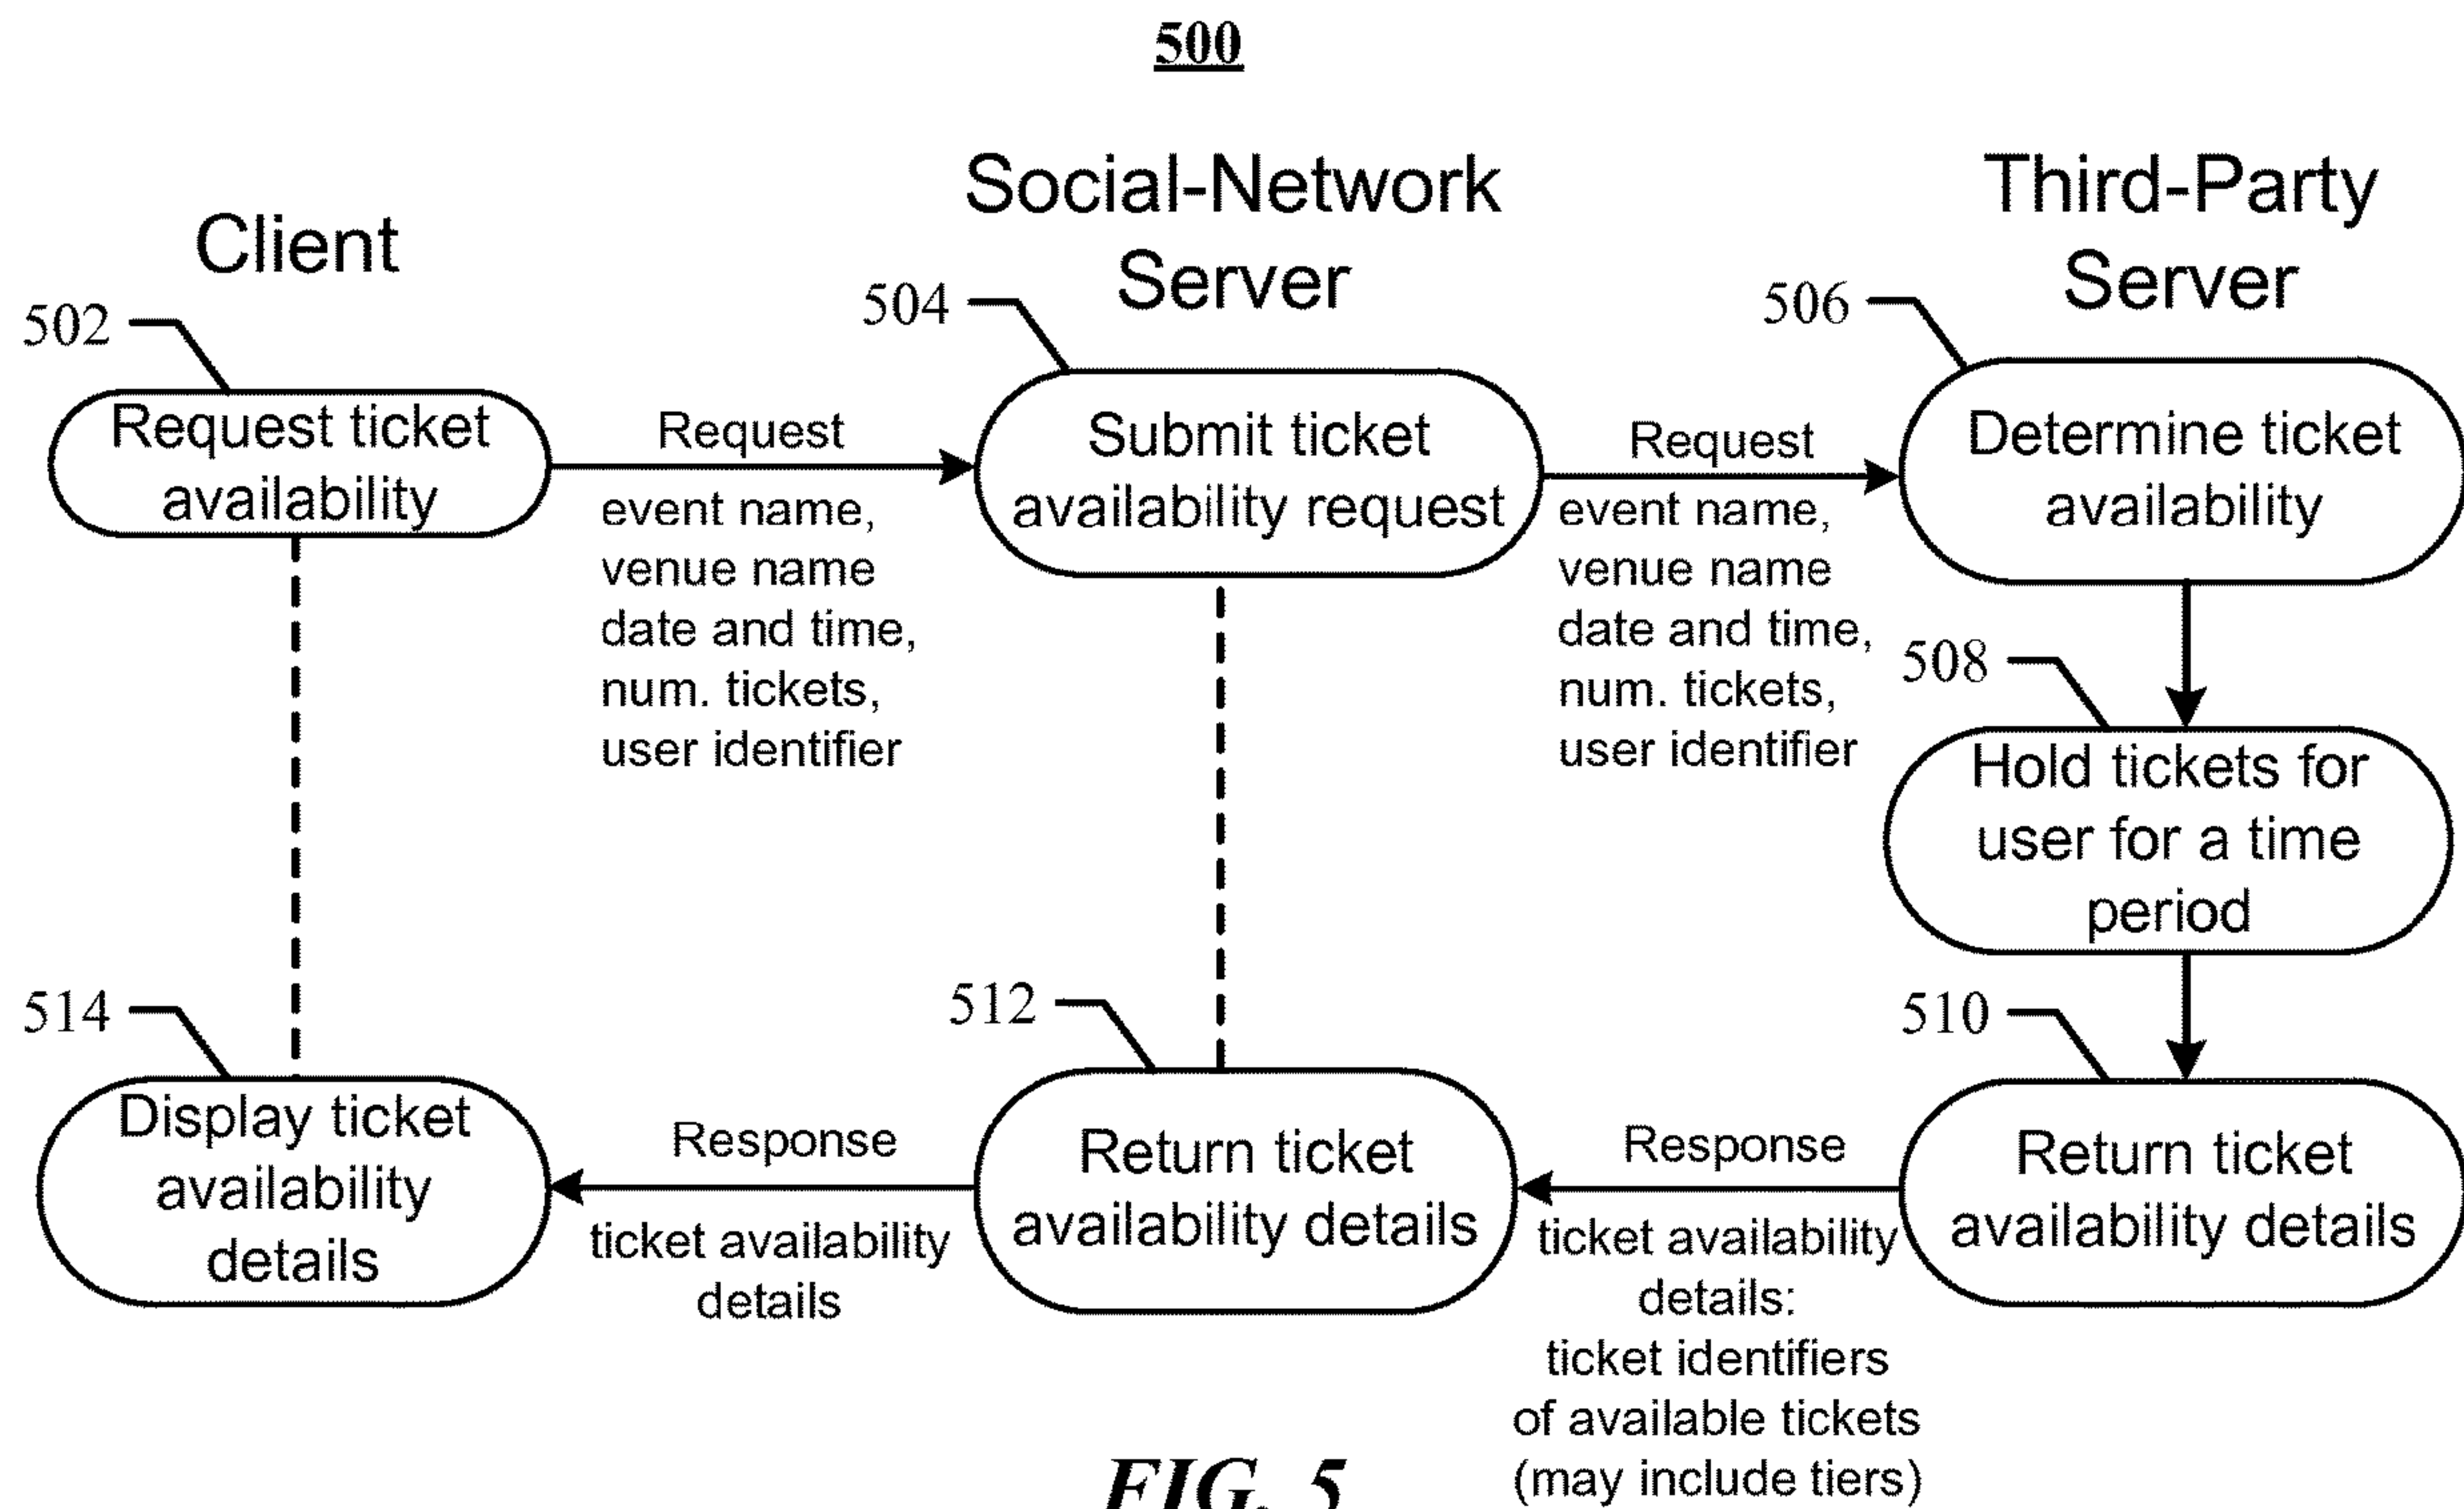 500
Client
Social-Network
Server
Third-Party
Server
502
504
506
Request ticket
availability
Request
event name,
venue name
date and time,
num. tickets,
user identifier
Submit ticket
availability request
Request
event name,
venue name
date and time,
num. tickets,
user identifier
Determine ticket
availability
508
Hold tickets for
user for a time
period
514
512
510
Display ticket
availability
details
Response
ticket availability
details
Return ticket
availability details
Response
ticket availability
details:
ticket identifiers
of available tickets
(may include tiers)
Return ticket
availability details
FIG. 5